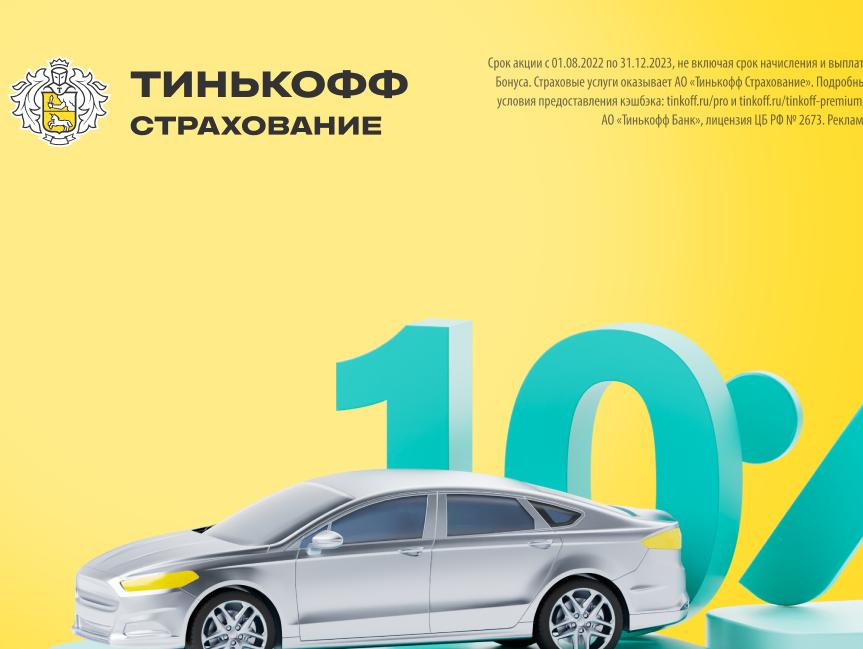 ТИНЬКОФФ
СТРАХОВАНИЕ
Срок акции с 01.08.2022 по 31.12.2023, не включая срок начисления и выплат
Бонуса. Страховые услуги оказывает АО «Тинькофф Страхование». Подробны
условия предоставления кэшбэка: tinkoff.ru/pro и tinkoff.ru/tinkoff-premium
АО «Тинькофф Банк», лицензия ЦБ РФ № 2673. Реклам
10%